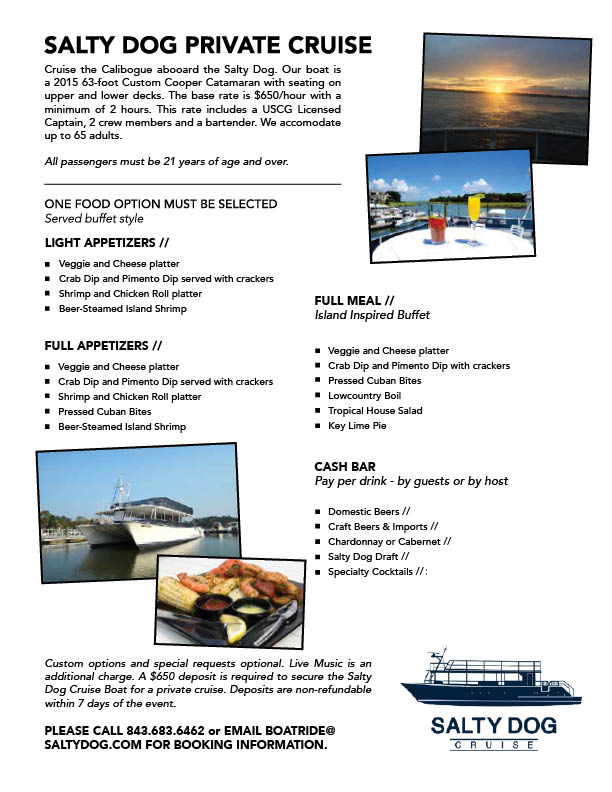 SALTY DOG PRIVATE CRUISE
Cruise the Calibogue abooard the Salty Dog. Our boat is
a 2015 63-foot Custom Cooper Catamaran with seating on
upper and lower decks. The base rate is $650/hour with a
minimum of 2 hours. This rate includes a USCG Licensed
Captain, 2 crew members and a bartender. We accomodate
up to 65 adults.
All passengers must be 21 years of age and over.
ONE FOOD OPTION MUST BE SELECTED
Served buffet style
LIGHT APPETIZERS //
▪ Veggie and Cheese platter
▪ Crab Dip and Pimento Dip served with crackers
▪ Shrimp and Chicken Roll platter
▪ Beer-Steamed Island Shrimp
FULL APPETIZERS //
▪ Veggie and Cheese platter
▪ Crab Dip and Pimento Dip served with crackers
▪ Shrimp and Chicken Roll platter
▪ Pressed Cuban Bites
▪ Beer-Steamed Island Shrimp
FULL MEAL //
Island Inspired Buffet
▪ Veggie and Cheese platter
▪ Crab Dip and Pimento Dip with crackers
▪ Pressed Cuban Bites
▪ Lowcountry Boil
▪ Tropical House Salad
▪ Key Lime Pie
CASH BAR
Pay per drink - by guests or by host
▪ Domestic Beers //
▪ Craft Beers & Imports //
▪ Chardonnay or Cabernet //
▪ Salty Dog Draft //
▪ Specialty Cocktails // :
Custom options and special requests optional. Live Music is an
additional charge. A $650 deposit is required to secure the Salty
Dog Cruise Boat for a private cruise. Deposits are non-refundable
within 7 days of the event.
PLEASE CALL 843.683.6462 or EMAIL BOATRIDE@
SALTYDOG.COM FOR BOOKING INFORMATION.
SALTY DOG
CRUISE